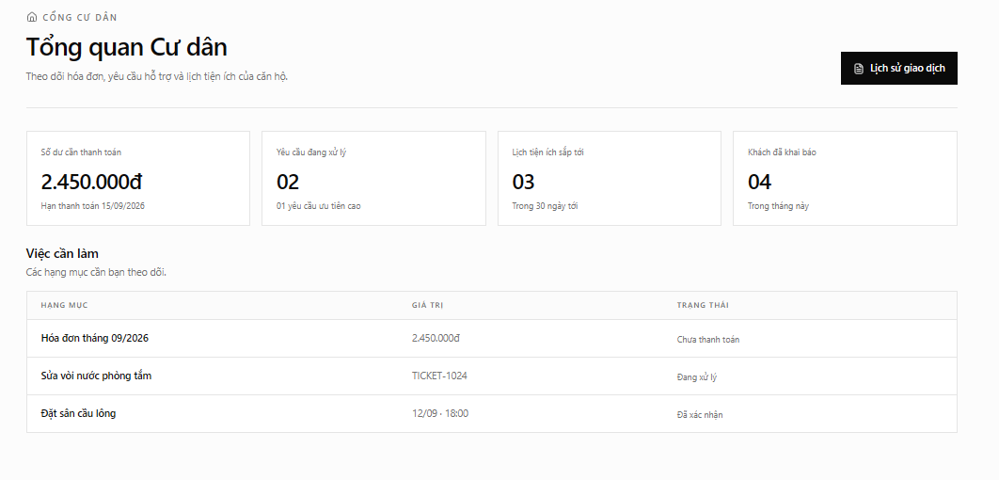 CỔNG CƯ DÂN
Tổng quan Cư dân
Theo dõi hóa đơn, yêu cầu hỗ trợ và lịch tiện ích của căn hộ.
Lịch sử giao dịch
Số dư cần thanh toán
2.450.000đ
Hạn thanh toán 15/09/2026
Yêu cầu đang xử lý
02
01 yêu cầu ưu tiên cao
Lịch tiện ích sắp tới
03
Trong 30 ngày tới
Khách đã khai báo
04
Trong tháng này
Việc cần làm
Các hạng mục cần bạn theo dõi.
HẠNG MỤC GIÁ TRỊ TRẠNG THÁI
Hóa đơn tháng 09/2026 2.450.000đ Chưa thanh toán
Sửa vòi nước phòng tắm TICKET-1024 Đang xử lý
Đặt sân cầu lông 12/09 · 18:00 Đã xác nhận